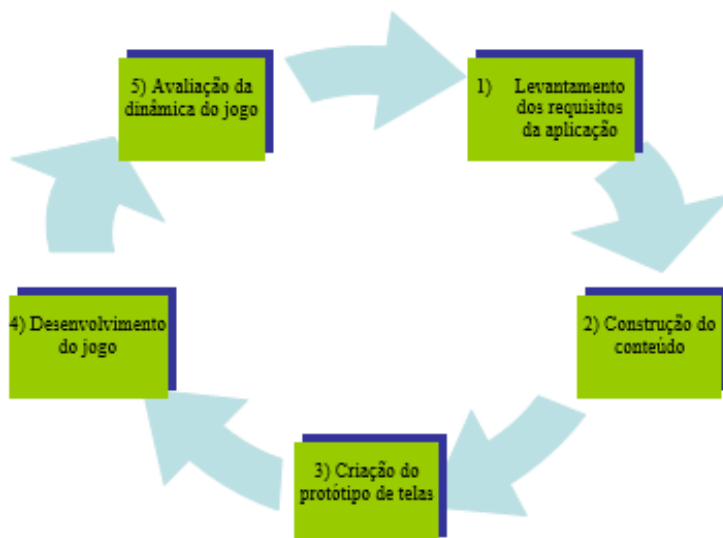 1) Levantamento
dos requisitos
da aplicação
2) Construção do
conteúdo
3) Criação do
protótipo de telas
4) Desenvolvimento
do jogo
5) Avaliação da
dinâmica do jogo